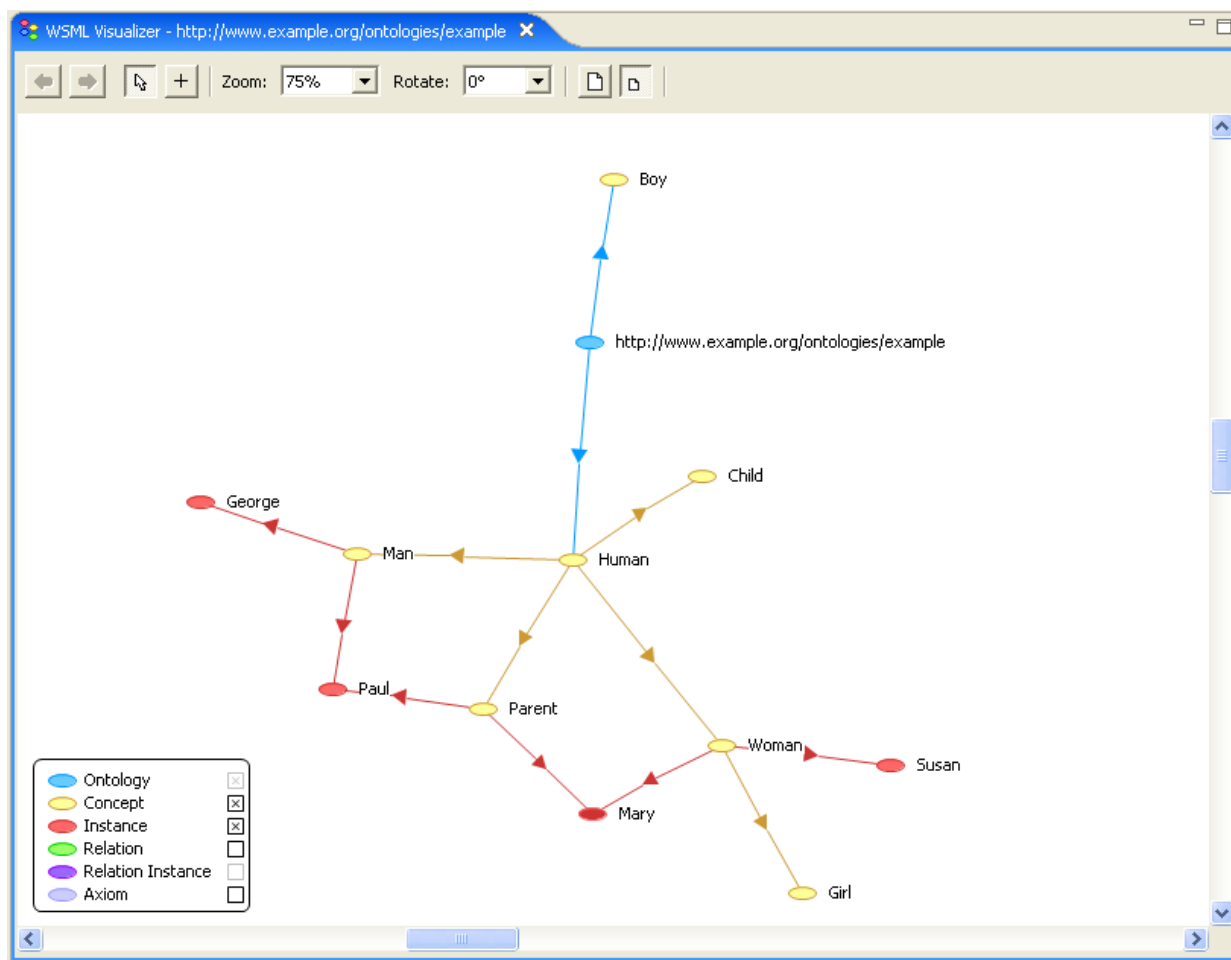 WSML Visualizer - http://www.example.org/ontologies/example
Zoom: 75% Rotate: 0°
Boy
http://www.example.org/ontologies/example
Child
George
Man
Human
Paul
Parent
Woman
Susan
Mary
Girl
Ontology
Concept
Instance
Relation
Relation Instance
Axiom